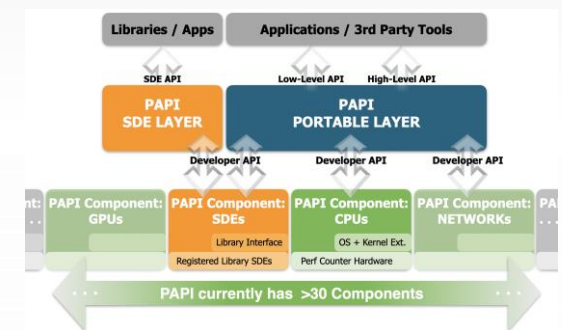 Libraries / Apps
Applications / 3rd Party Tools
SDE API
Low-Level API
High-Level API
PAPI
SDE LAYER
PAPI
PORTABLE LAYER
Developer API
Developer API
Developer API
nt:
PAPI Component:
GPUs
PAPI Component:
SDEs
PAPI Component:
CPUs
PAPI Component:
NETWORKs
PA
Library Interface
OS + Kernel Ext.
Registered Library SDEs
Perf Counter Hardware
PAPI currently has >30 Components